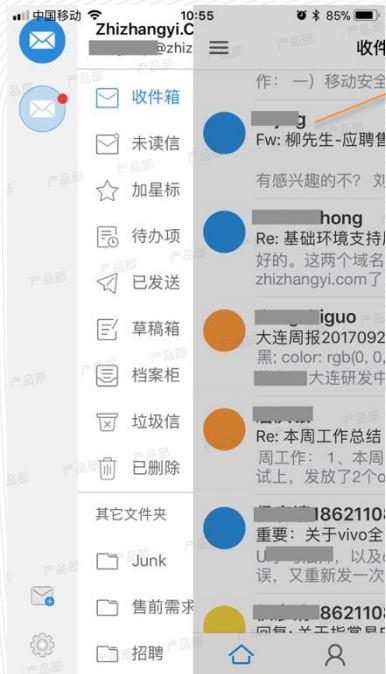 中国移动 10:55 85%
Zhizhangyi.C
@zhiz
收件箱
未读信
加星标
待办项
已发送
草稿箱
档案柜
垃圾信
已删除
其它文件夹
Junk
售前需求
招聘
收件
作： 一）移动安全
Fw: 柳先生-应聘售
有感兴趣的不？ 刘
hong
Re: 基础环境支持
好的。这两个域名
zhizhangyi.com了
iguo
大连周报2017092
黑; color: rgb(0, 0,
大连研发中
Re: 本周工作总结
周工作： 1、本周
试上，发放了2个o
1862110
重要：关于vivo全
，以及
误，又重新发一次
862110
产品部